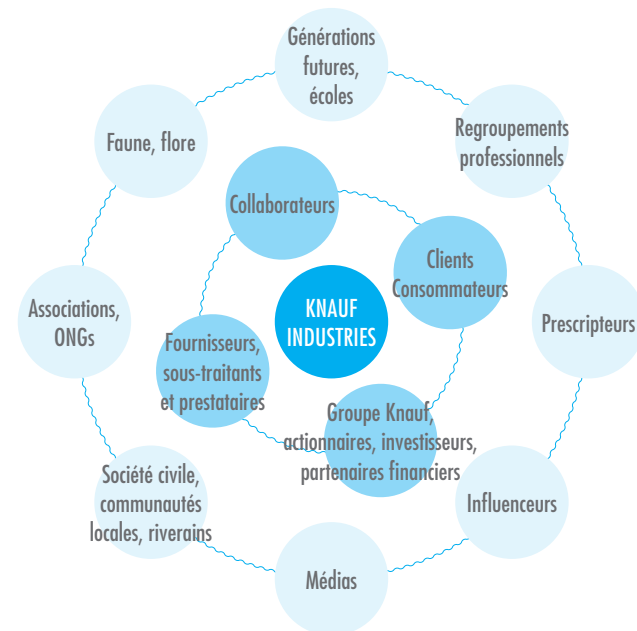 Générations
futures,
écoles
Regroupements
professionnels
Faune, flore
Collaborateurs
Clients
Consommateurs
KNAUF
INDUSTRIES
Associations,
ONGs
Prescripteurs
Fournisseurs,
sous-traitants
et prestataires
Groupe Knauf,
actionnaires, investisseurs,
partenaires financiers
Société civile,
communautés
locales, riverains
Influenceurs
Médias